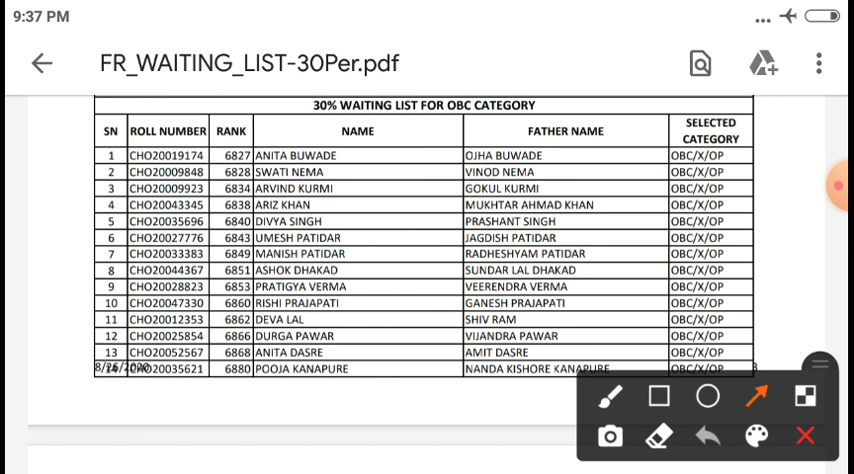 9:37 PM
FR_WAITING_LIST-30Per.pdf
30% WAITING LIST FOR OBC CATEGORY
SN ROLL NUMBER RANK NAME FATHER NAME SELECTED CATEGORY
1 CHO20019174 6827 ANITA BUWADE OJHA BUWADE OBC/X/OP
2 CHO20009848 6828 SWATI NEMA VINOD NEMA OBC/X/OP
3 CHO20009923 6834 ARVIND KURMI GOKUL KURMI OBC/X/OP
4 CHO20043345 6838 ARIZ KHAN MUKHTAR AHMAD KHAN OBC/X/OP
5 CHO20035696 6840 DIVYA SINGH PRASHANT SINGH OBC/X/OP
6 CHO20027776 6843 UMESH PATIDAR JAGDISH PATIDAR OBC/X/OP
7 CHO20033383 6849 MANISH PATIDAR RADHESHYAM PATIDAR OBC/X/OP
8 CHO20044367 6851 ASHOK DHAKAD SUNDAR LAL DHAKAD OBC/X/OP
9 CHO20028823 6853 PRATIGYA VERMA VEERENDRA VERMA OBC/X/OP
10 CHO20047330 6860 RISHI PRAJAPATI GANESH PRAJAPATI OBC/X/OP
11 CHO20012353 6862 DEVA LAL SHIV RAM OBC/X/OP
12 CHO20025854 6866 DURGA PAWAR VIJANDRA PAWAR OBC/X/OP
13 CHO20052567 6868 ANITA DASRE AMIT DASRE OBC/X/OP
14 CHO20035621 6880 POOJA KANAPURE NANDA KISHORE KANAPURE OBC/X/OP